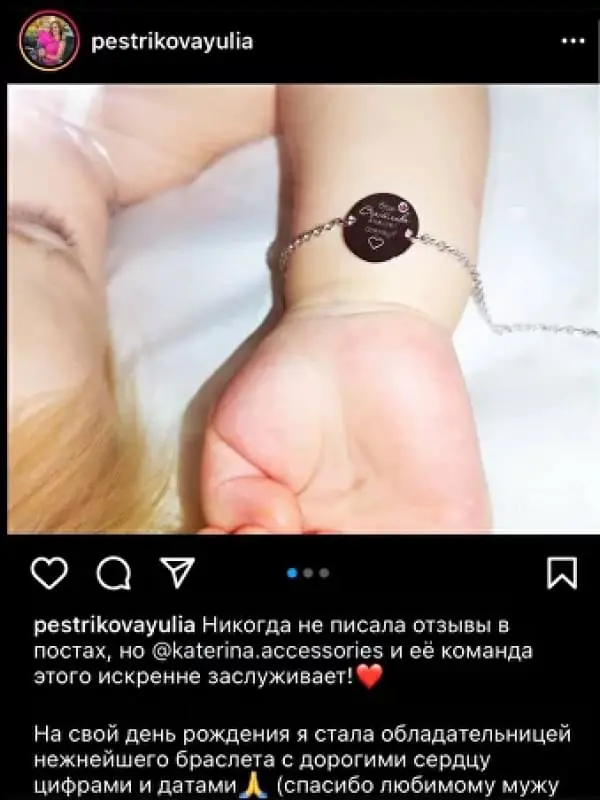 pestrikovayulia
pestrikovayulia Никогда не писала отзывы в
постах, но @katerina.accessories и её команда
этого искренне заслуживает!❤️
На свой день рождения я стала обладательницей
нежнейшего браслета с дорогими сердцу
цифрами и датами🙏 (спасибо любимому мужу